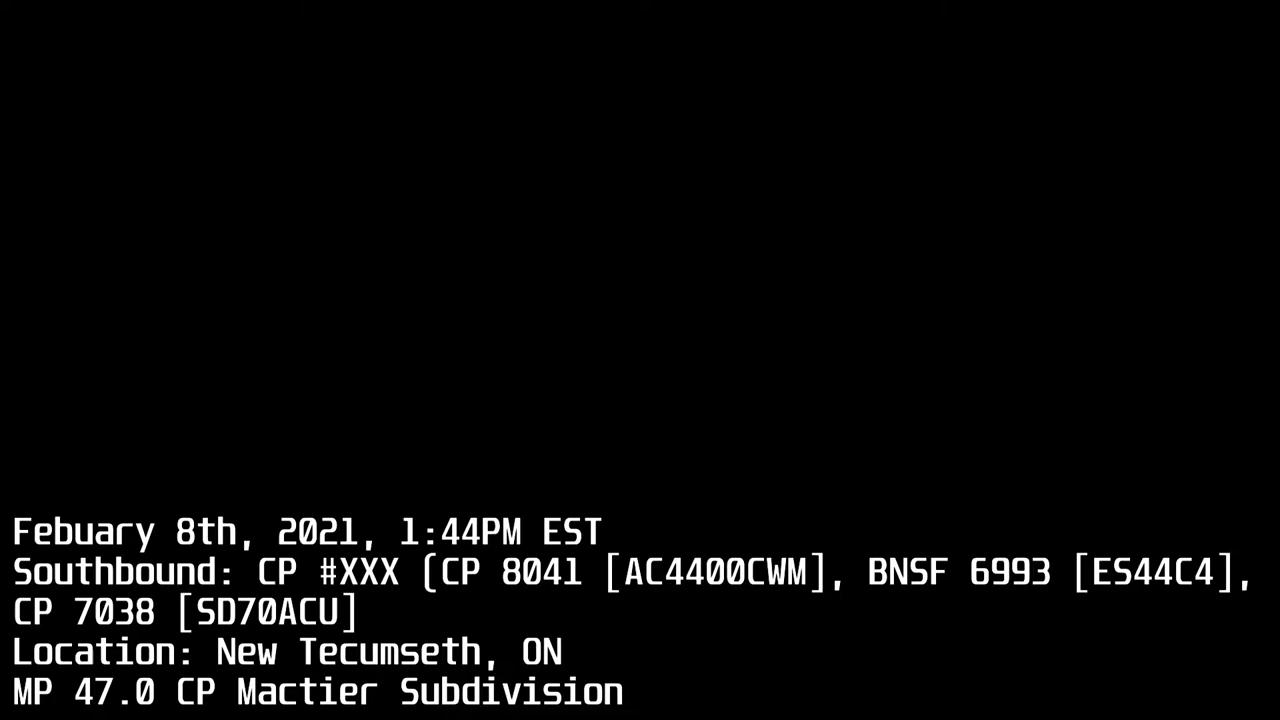 Febuary 8th, 2021, 1:44PM EST
Southbound: CP #XXX (CP 8041 [AC4400CWM], BNSF 6993 [ES44C4],
CP 7038 [SD70ACU]
Location: New Tecumseth, ON
MP 47.0 CP Mactier Subdivision